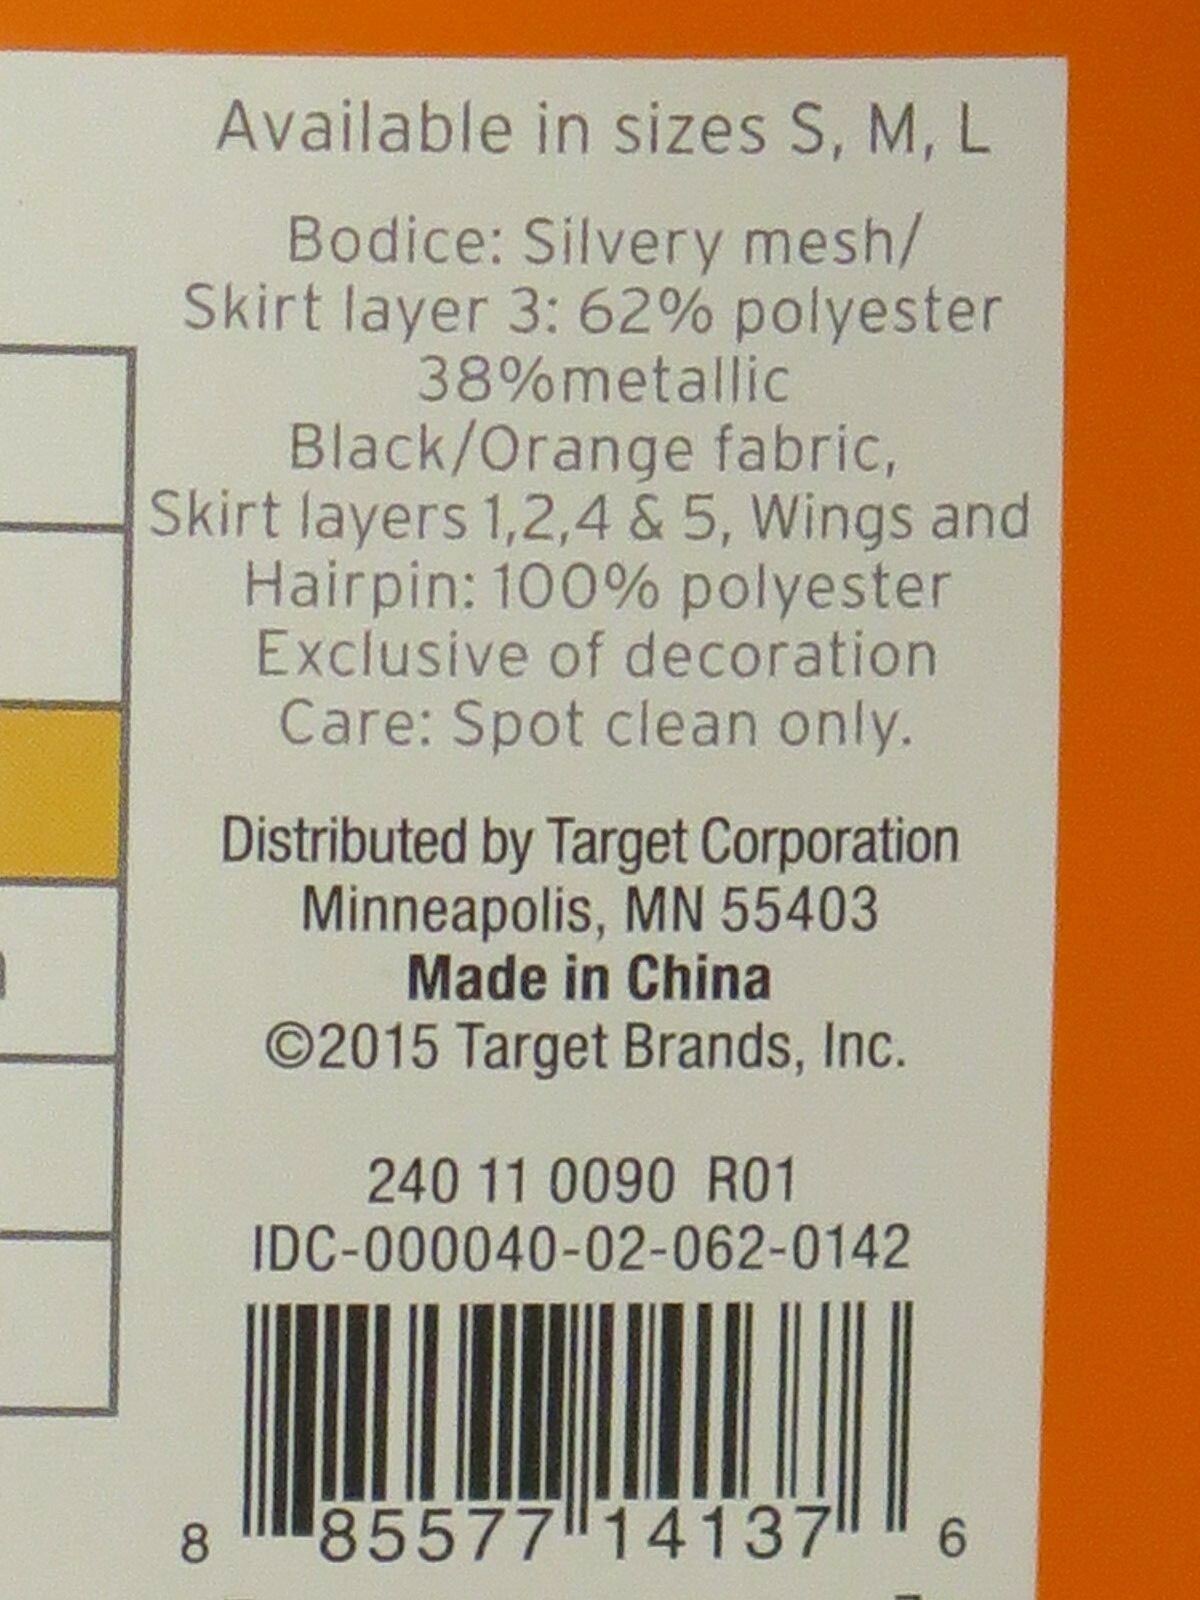 Available in sizes S, M, L
Bodice: Silvery mesh/
Skirt layer 3: 62% polyester
38%metallic
Black/Orange fabric,
Skirt layers 1,2,4 & 5, Wings and
Hairpin: 100% polyester
Exclusive of decoration
Care: Spot clean only.
Distributed by Target Corporation
Minneapolis, MN 55403
Made in China
©2015 Target Brands, Inc.
240 11 0090 R01
IDC-000040-02-062-0142
8 85577 14137 6